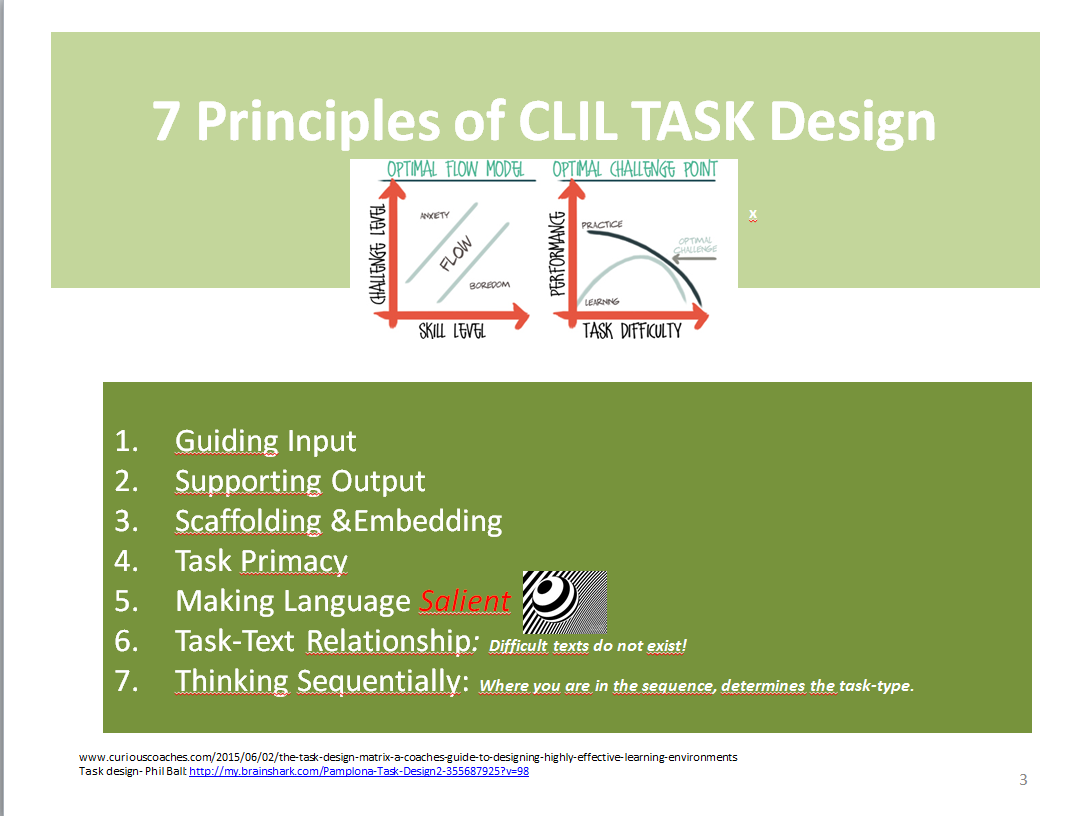 7 Principles of CLIL TASK Design
OPTIMAL FLOW MODEL
CHALLENGE LEVEL
ANXIETY
FLOW
BOREDOM
SKILL LEVEL
OPTIMAL CHALLENGE POINT
PERFORMANCE
PRACTICE
OPTIMAL
CHALLENGE
LEARNING
TASK DIFFICULTY
x
1. Guiding Input
2. Supporting Output
3. Scaffolding &Embedding
4. Task Primacy
5. Making Language Salient
6. Task-Text Relationship: Difficult texts do not exist!
7. Thinking Sequentially: Where you are in the sequence, determines the task-type.
www.curiouscoaches.com/2015/06/02/the-task-design-matrix-a-coaches-guide-to-designing-highly-effective-learning-environments
Task design- Phil Ball: http://my.brainshark.com/Pamplona-Task-Design2-355687925?v=98
3